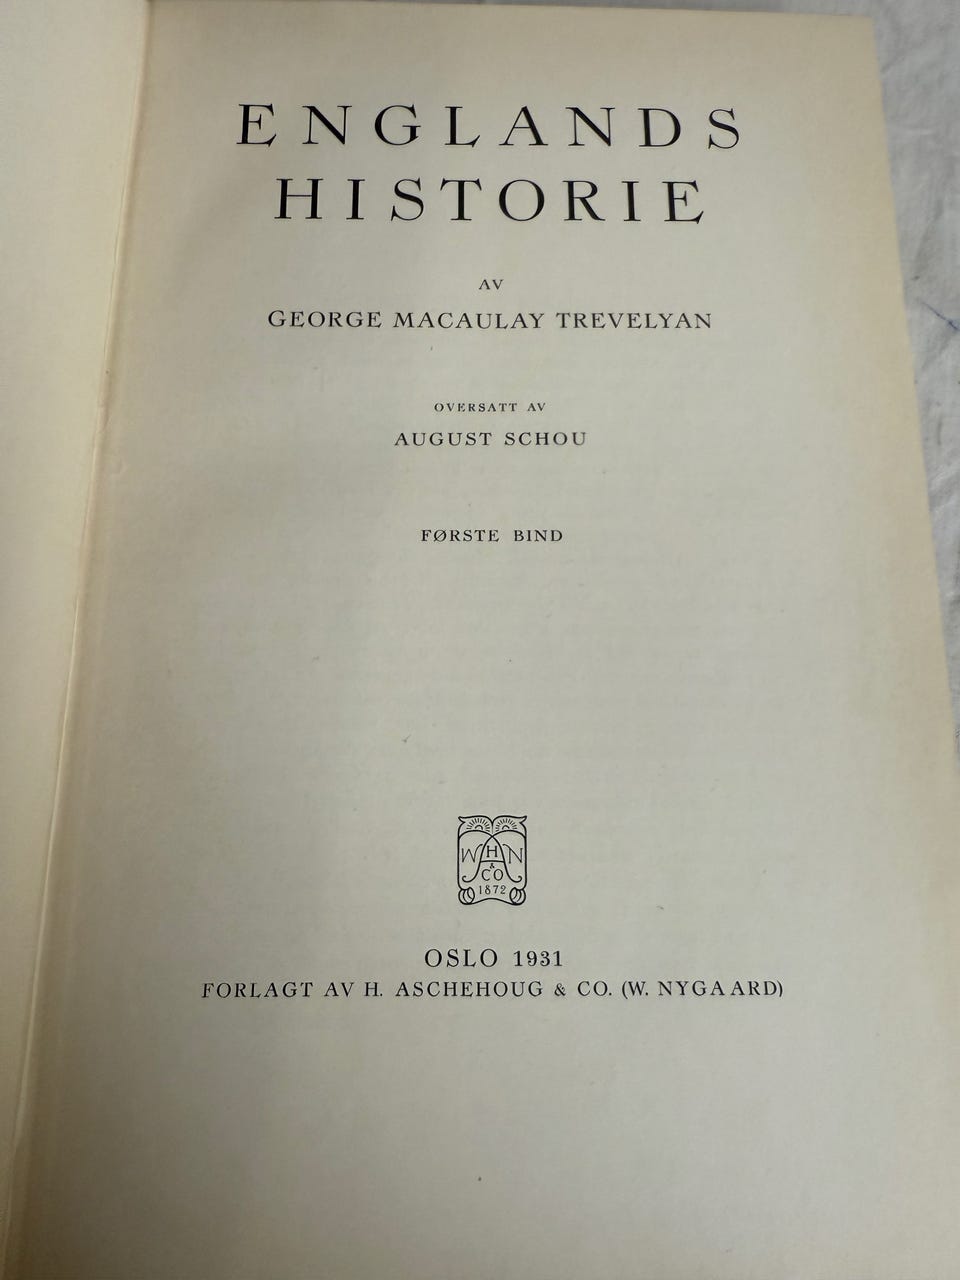 ENGLANDS
HISTORIE
AV
GEORGE MACAULAY TREVELYAN
OVERSATT AV
AUGUST SCHOU
FØRSTE BIND
W H N
&
CO
1872
OSLO 1931
FORLAGT AV H. ASCHEHOUG & CO. (W. NYGAARD)